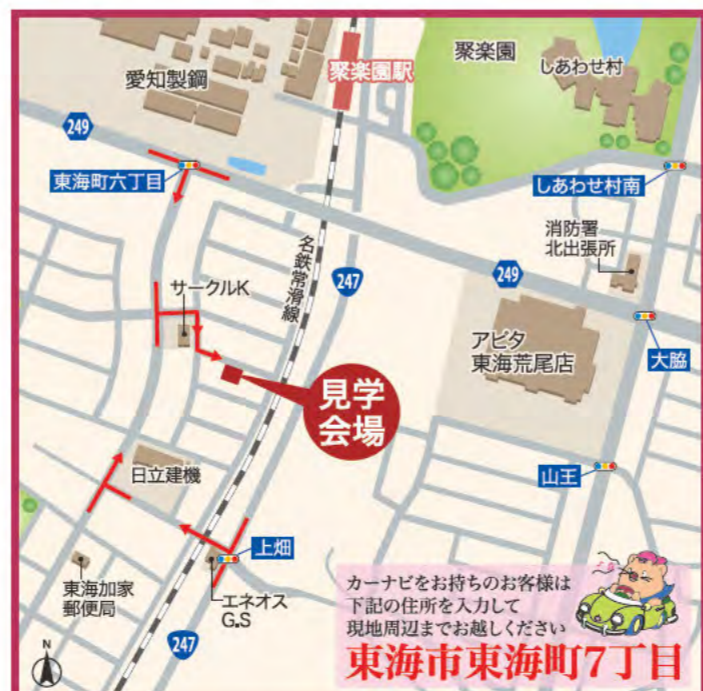 聚楽園駅
聚楽園
しあわせ村
愛知製鋼
249
東海町六丁目
しあわせ村南
消防署
北出張所
名鉄常滑線
247
249
サークルK
アピタ
東海荒尾店
大脇
見学
会場
日立建機
山王
上畑
東海加家
郵便局
エネオス
G.S
247
N
カーナビをお持ちのお客様は
下記の住所を入力して
現地周辺までお越しください
東海市東海町7丁目